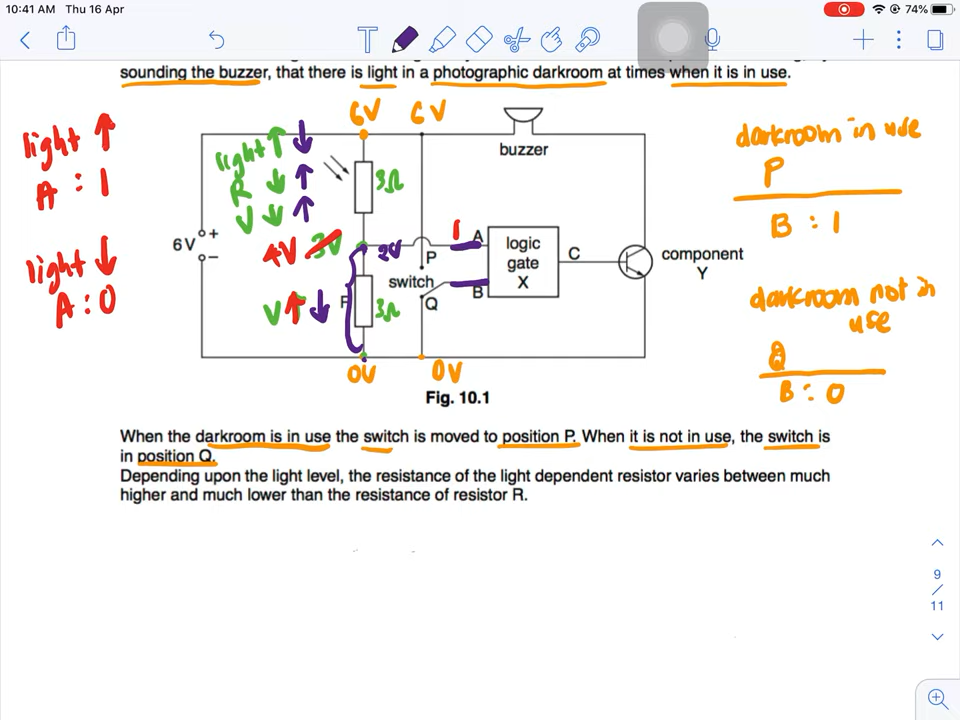 10:41 AM Thu 16 Apr
74%
T
sounding the buzzer, that there is light in a photographic darkroom at times when it is in use.
6V 6V
light ↑
A : 1
light ↓
A : 0
light ↑ ↓
R ↓ ↑
V ↓ ↑
3Ω
buzzer
6V + −
4V 3V 2V
1
A
P
switch
B
Q
logic
gate
X
C
component
Y
V ↑ ↓
3Ω
0V 0V
darkroom in use
P
B : 1
darkroom not in
use
Q
B : 0
Fig. 10.1
When the darkroom is in use the switch is moved to position P. When it is not in use, the switch is
in position Q.
Depending upon the light level, the resistance of the light dependent resistor varies between much
higher and much lower than the resistance of resistor R.
9
/
11